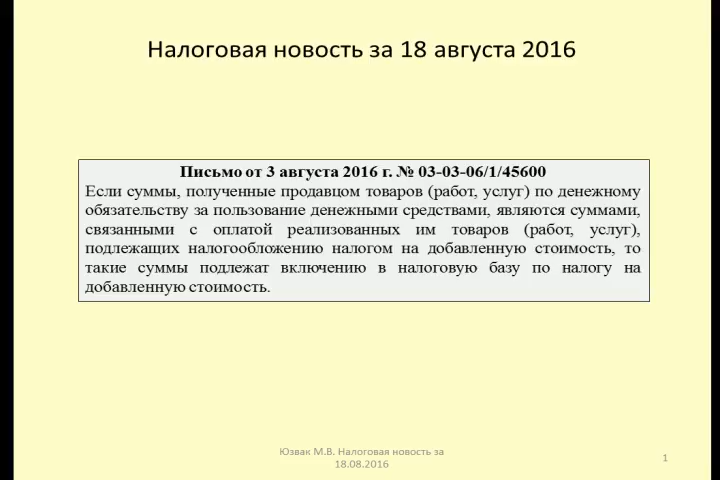 Налоговая новость за 18 августа 2016
Письмо от 3 августа 2016 г. № 03-03-06/1/45600
Если суммы, полученные продавцом товаров (работ, услуг) по денежному
обязательству за пользование денежными средствами, являются суммами,
связанными с оплатой реализованных им товаров (работ, услуг),
подлежащих налогообложению налогом на добавленную стоимость, то
такие суммы подлежат включению в налоговую базу по налогу на
добавленную стоимость.
Юзвак М.В. Налоговая новость за
18.08.2016
1